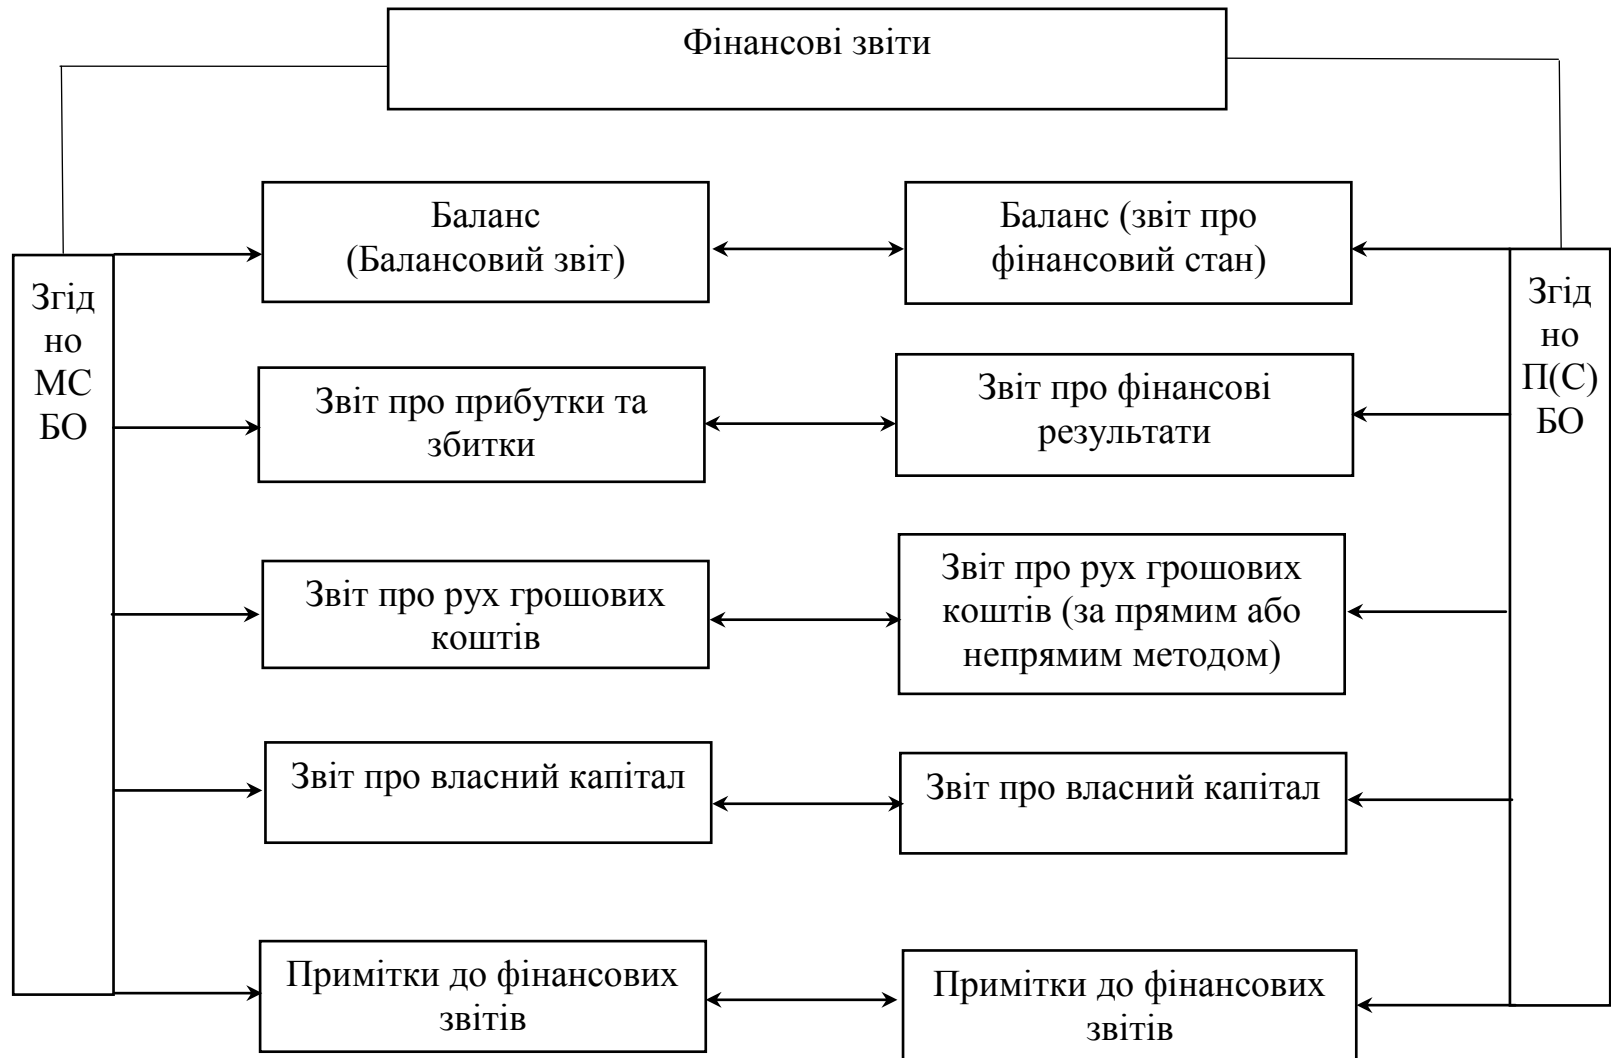 Фінансові звіти
Баланс
(Балансовий звіт)
Баланс (звіт про
фінансовий стан)
Згід
но
МС
БО
Згід
но
П(С)
БО
Звіт про прибутки та
збитки
Звіт про фінансові
результати
Звіт про рух грошових
коштів
Звіт про рух грошових
коштів (за прямим або
непрямим методом)
Звіт про власний капітал
Звіт про власний капітал
Примітки до фінансових
звітів
Примітки до фінансових
звітів